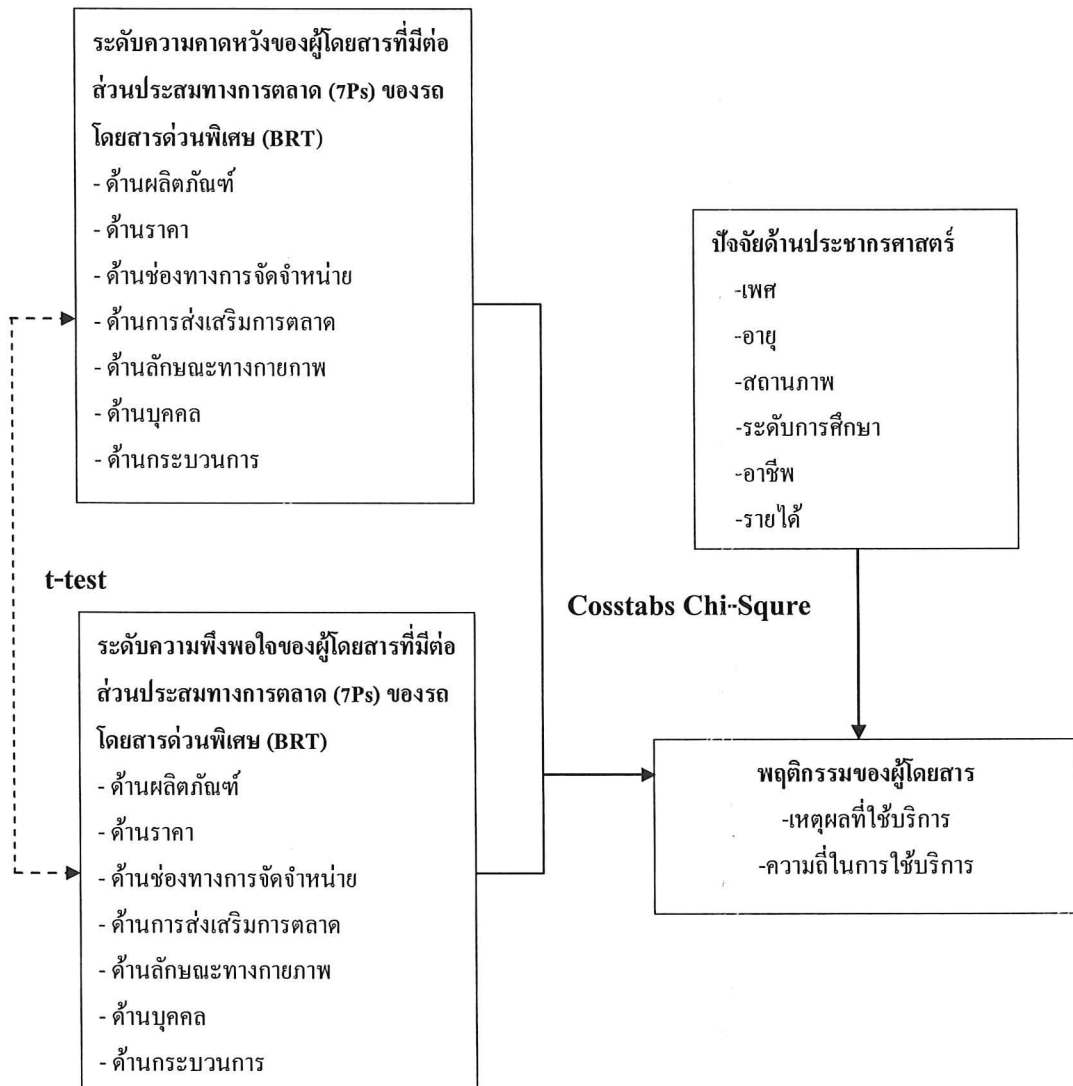 ระดับความคาดหวังของผู้โดยสารที่มีต่อ
ส่วนประสมทางการตลาด (7Ps) ของรถ
โดยสารด่วนพิเศษ (BRT)
- ด้านผลิตภัณฑ์
- ด้านราคา
- ด้านช่องทางการจัดจำหน่าย
- ด้านการส่งเสริมการตลาด
- ด้านลักษณะทางกายภาพ
- ด้านบุคคล
- ด้านกระบวนการ
ปัจจัยด้านประชากรศาสตร์
-เพศ
-อายุ
-สถานภาพ
-ระดับการศึกษา
-อาชีพ
-รายได้
t-test
Cosstabs Chi-Squre
ระดับความพึงพอใจของผู้โดยสารที่มีต่อ
ส่วนประสมทางการตลาด (7Ps) ของรถ
โดยสารด่วนพิเศษ (BRT)
- ด้านผลิตภัณฑ์
- ด้านราคา
- ด้านช่องทางการจัดจำหน่าย
- ด้านการส่งเสริมการตลาด
- ด้านลักษณะทางกายภาพ
- ด้านบุคคล
- ด้านกระบวนการ
พฤติกรรมของผู้โดยสาร
-เหตุผลที่ใช้บริการ
-ความถี่ในการใช้บริการ